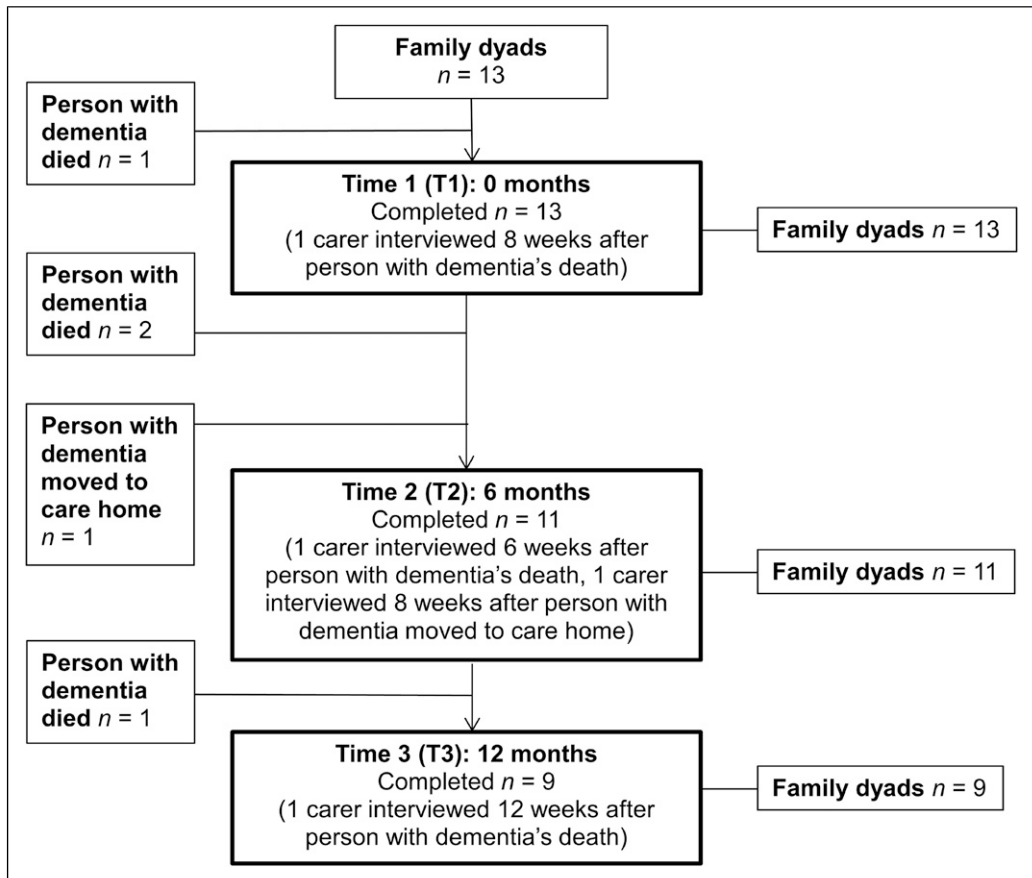 Family dyads
n = 13
Person with
dementia
died n = 1
Time 1 (T1): 0 months
Completed n = 13
(1 carer interviewed 8 weeks after
person with dementia’s death)
Family dyads n = 13
Person with
dementia
died n = 2
Person with
dementia
moved to
care home
n = 1
Time 2 (T2): 6 months
Completed n = 11
(1 carer interviewed 6 weeks after
person with dementia’s death, 1 carer
interviewed 8 weeks after person with
dementia moved to care home)
Family dyads n = 11
Person with
dementia
died n = 1
Time 3 (T3): 12 months
Completed n = 9
(1 carer interviewed 12 weeks after
person with dementia’s death)
Family dyads n = 9